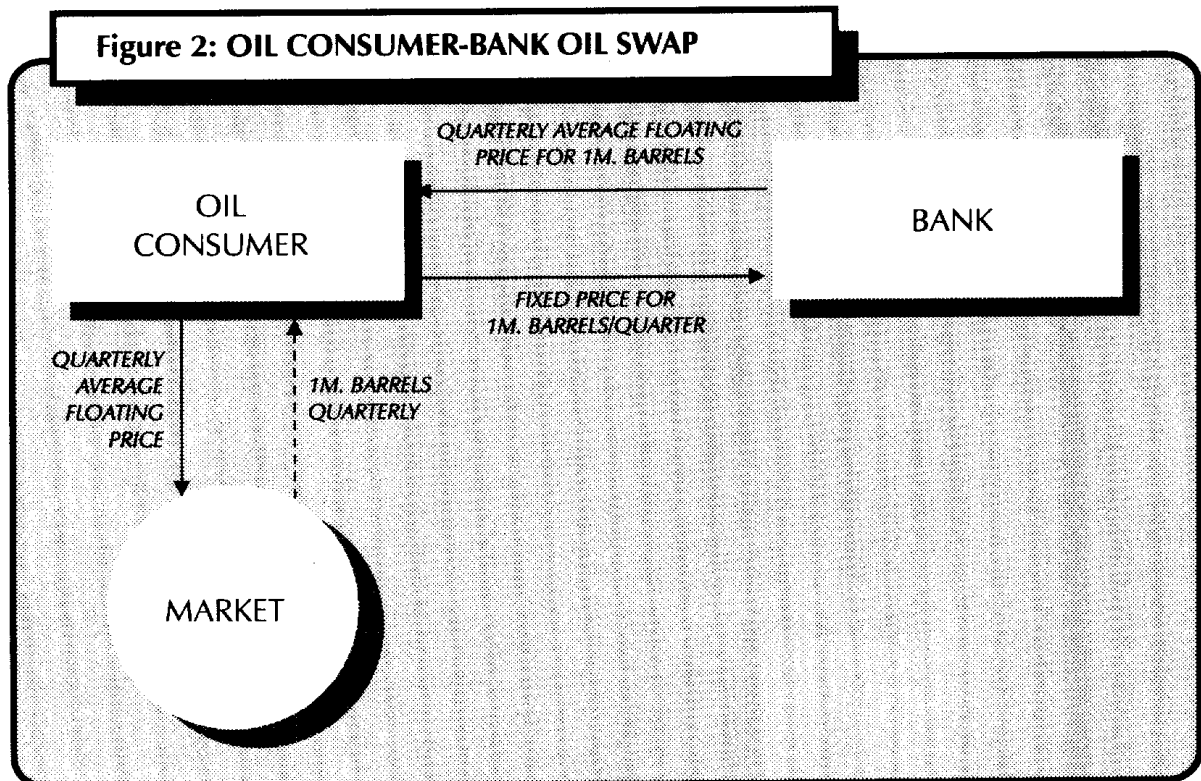 Figure 2: OIL CONSUMER-BANK OIL SWAP
QUARTERLY AVERAGE FLOATING
PRICE FOR 1M. BARRELS
OIL
CONSUMER
BANK
FIXED PRICE FOR
1M. BARRELS/QUARTER
QUARTERLY
AVERAGE
FLOATING
PRICE
1M. BARRELS
QUARTERLY
MARKET